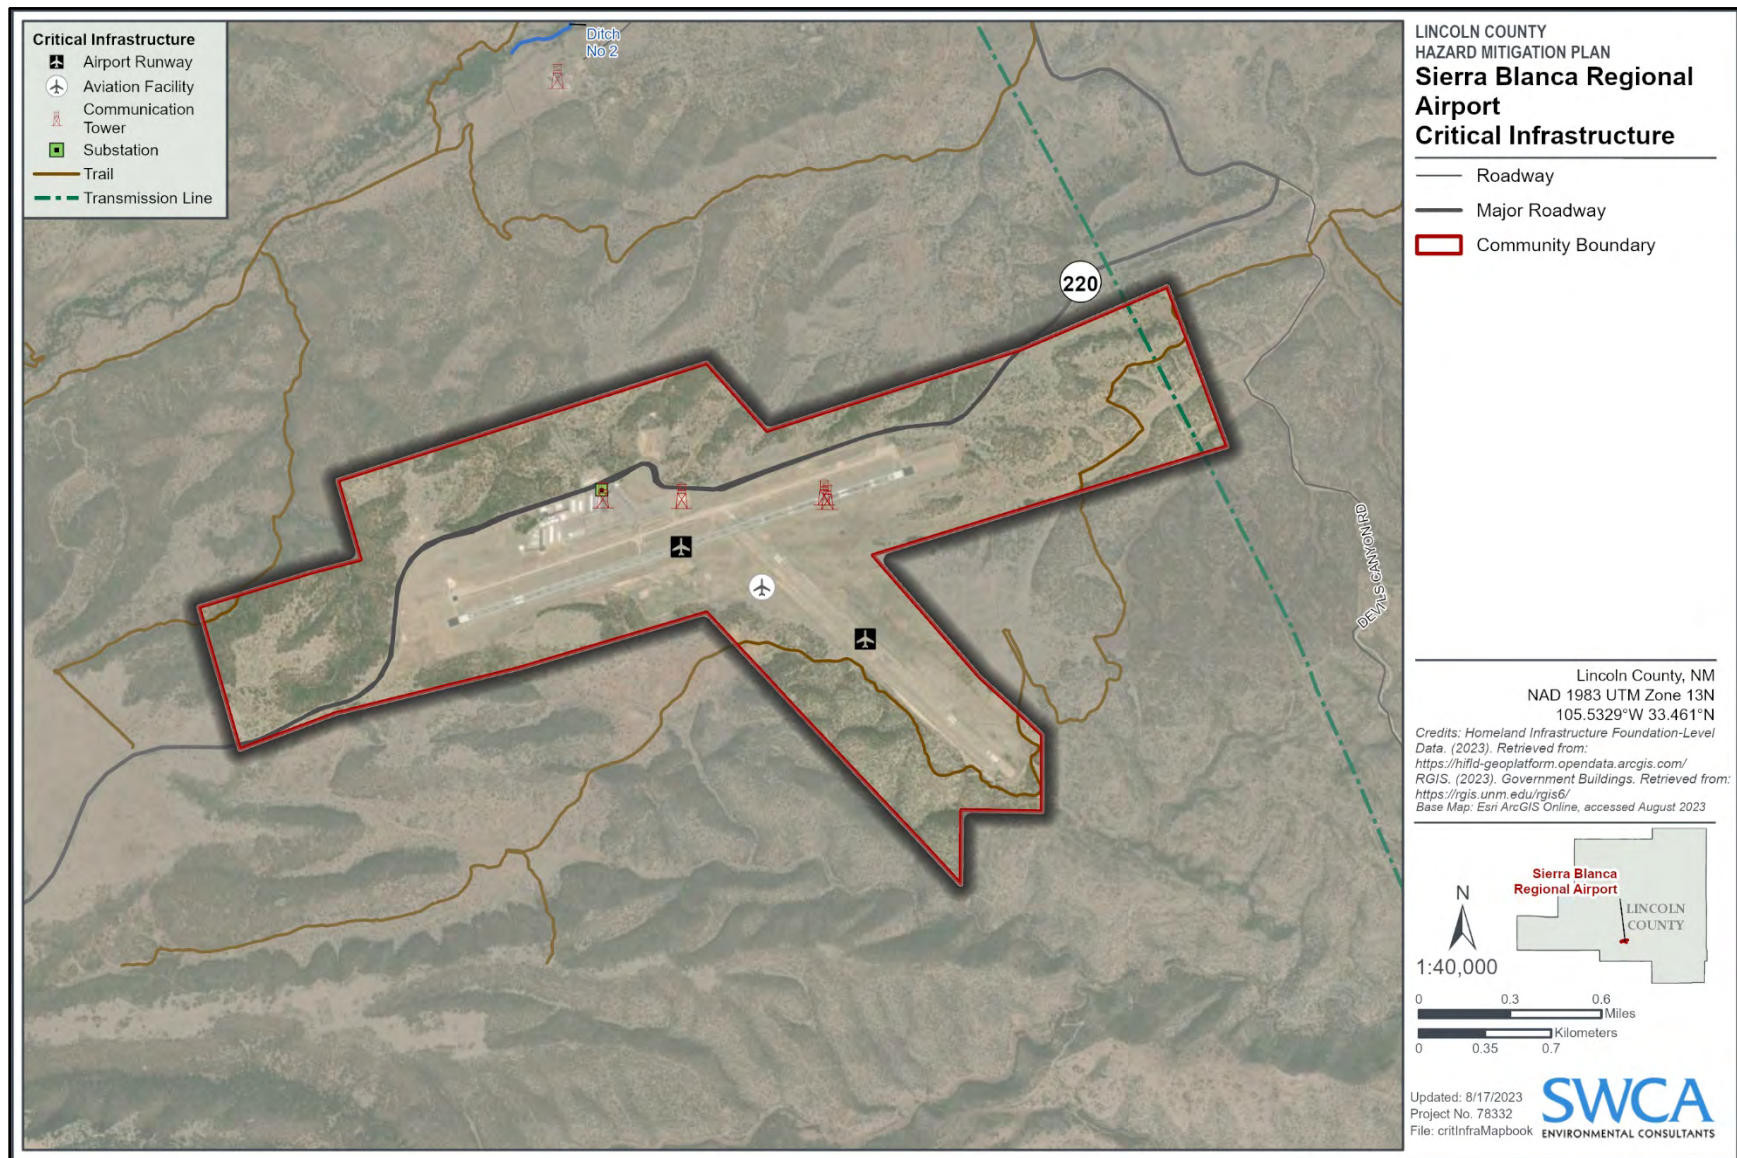 Critical Infrastructure
Airport Runway
Aviation Facility
Communication
Tower
Substation
Trail
Transmission Line
Ditch
No 2
220
DEVILS CANYON RD
LINCOLN COUNTY
HAZARD MITIGATION PLAN
Sierra Blanca Regional
Airport
Critical Infrastructure
Roadway
Major Roadway
Community Boundary
Lincoln County, NM
NAD 1983 UTM Zone 13N
105.5329°W 33.461°N
Credits: Homeland Infrastructure Foundation-Level
Data. (2023). Retrieved from:
https://hifld-geoplatform.opendata.arcgis.com/
RGIS. (2023). Government Buildings. Retrieved from:
https://rgis.unm.edu/rgis6/
Base Map: Esri ArcGIS Online, accessed August 2023
Sierra Blanca
Regional Airport
LINCOLN
COUNTY
N
1:40,000
0 0.3 0.6
Miles
Kilometers
0 0.35 0.7
Updated: 8/17/2023
Project No. 78332
File: critInfraMapbook
SWCA
ENVIRONMENTAL CONSULTANTS